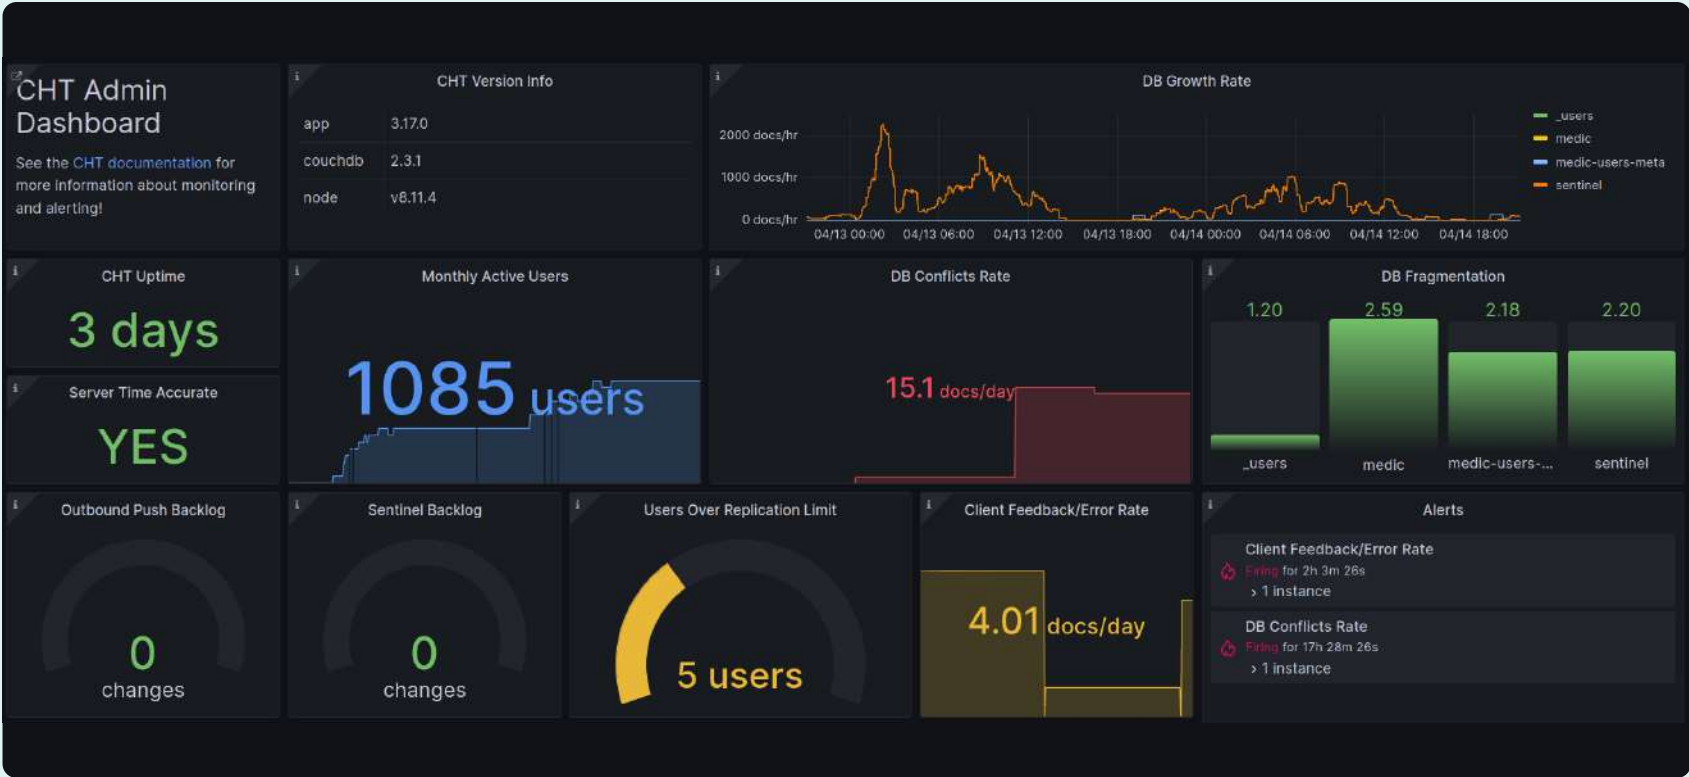 CHT Admin
Dashboard
See the CHT documentation for
more information about monitoring
and alerting!
CHT Version Info
app 3.17.0
couchdb 2.3.1
node v8.11.4
DB Growth Rate
2000 docs/hr
1000 docs/hr
0 docs/hr
04/13 00:00 04/13 06:00 04/13 12:00 04/13 18:00 04/14 00:00 04/14 06:00 04/14 12:00 04/14 18:00
_users
medic
medic-users-meta
sentinel
CHT Uptime
3 days
Server Time Accurate
YES
Monthly Active Users
1085 users
DB Conflicts Rate
15.1 docs/day
DB Fragmentation
1.20 2.59 2.18 2.20
_users medic medic-users-... sentinel
Outbound Push Backlog
0
changes
Sentinel Backlog
0
changes
Users Over Replication Limit
5 users
Client Feedback/Error Rate
4.01 docs/day
Alerts
Client Feedback/Error Rate
Firing for 2h 3m 26s
> 1 instance
DB Conflicts Rate
Firing for 17h 28m 26s
> 1 instance